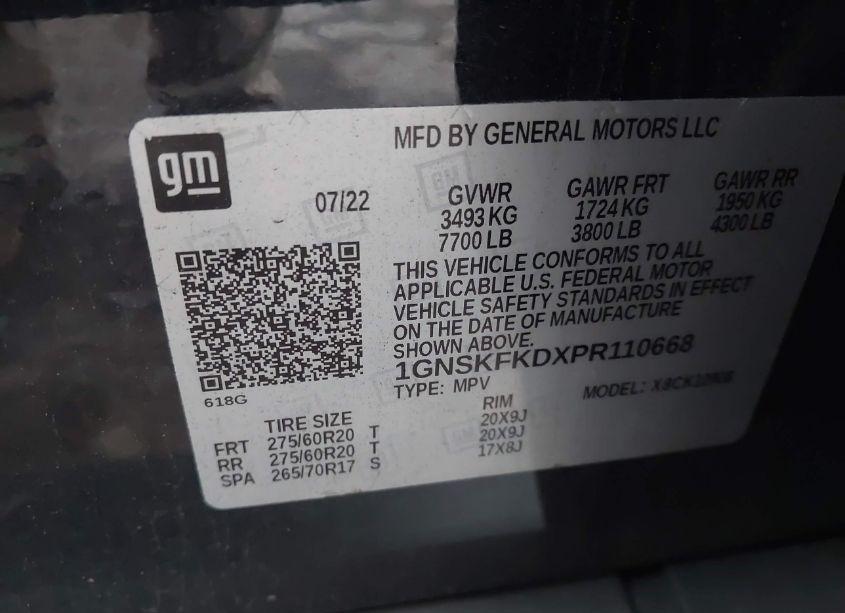 gm
MFD BY GENERAL MOTORS LLC
07/22
GVWR GAWR FRT GAWR RR
3493 KG 1724 KG 1950 KG
7700 LB 3800 LB 4300 LB
THIS VEHICLE CONFORMS TO ALL
APPLICABLE U.S. FEDERAL MOTOR
VEHICLE SAFETY STANDARDS IN EFFECT
ON THE DATE OF MANUFACTURE
SHOWN ABOVE.
1GNSKFKDXPR110668
TYPE: MPV MODEL:
618G
TIRE SIZE RIM
FRT 275/60R20 T 20X9J
RR 275/60R20 T 20X9J
SPA 265/70R17 S 17X8J